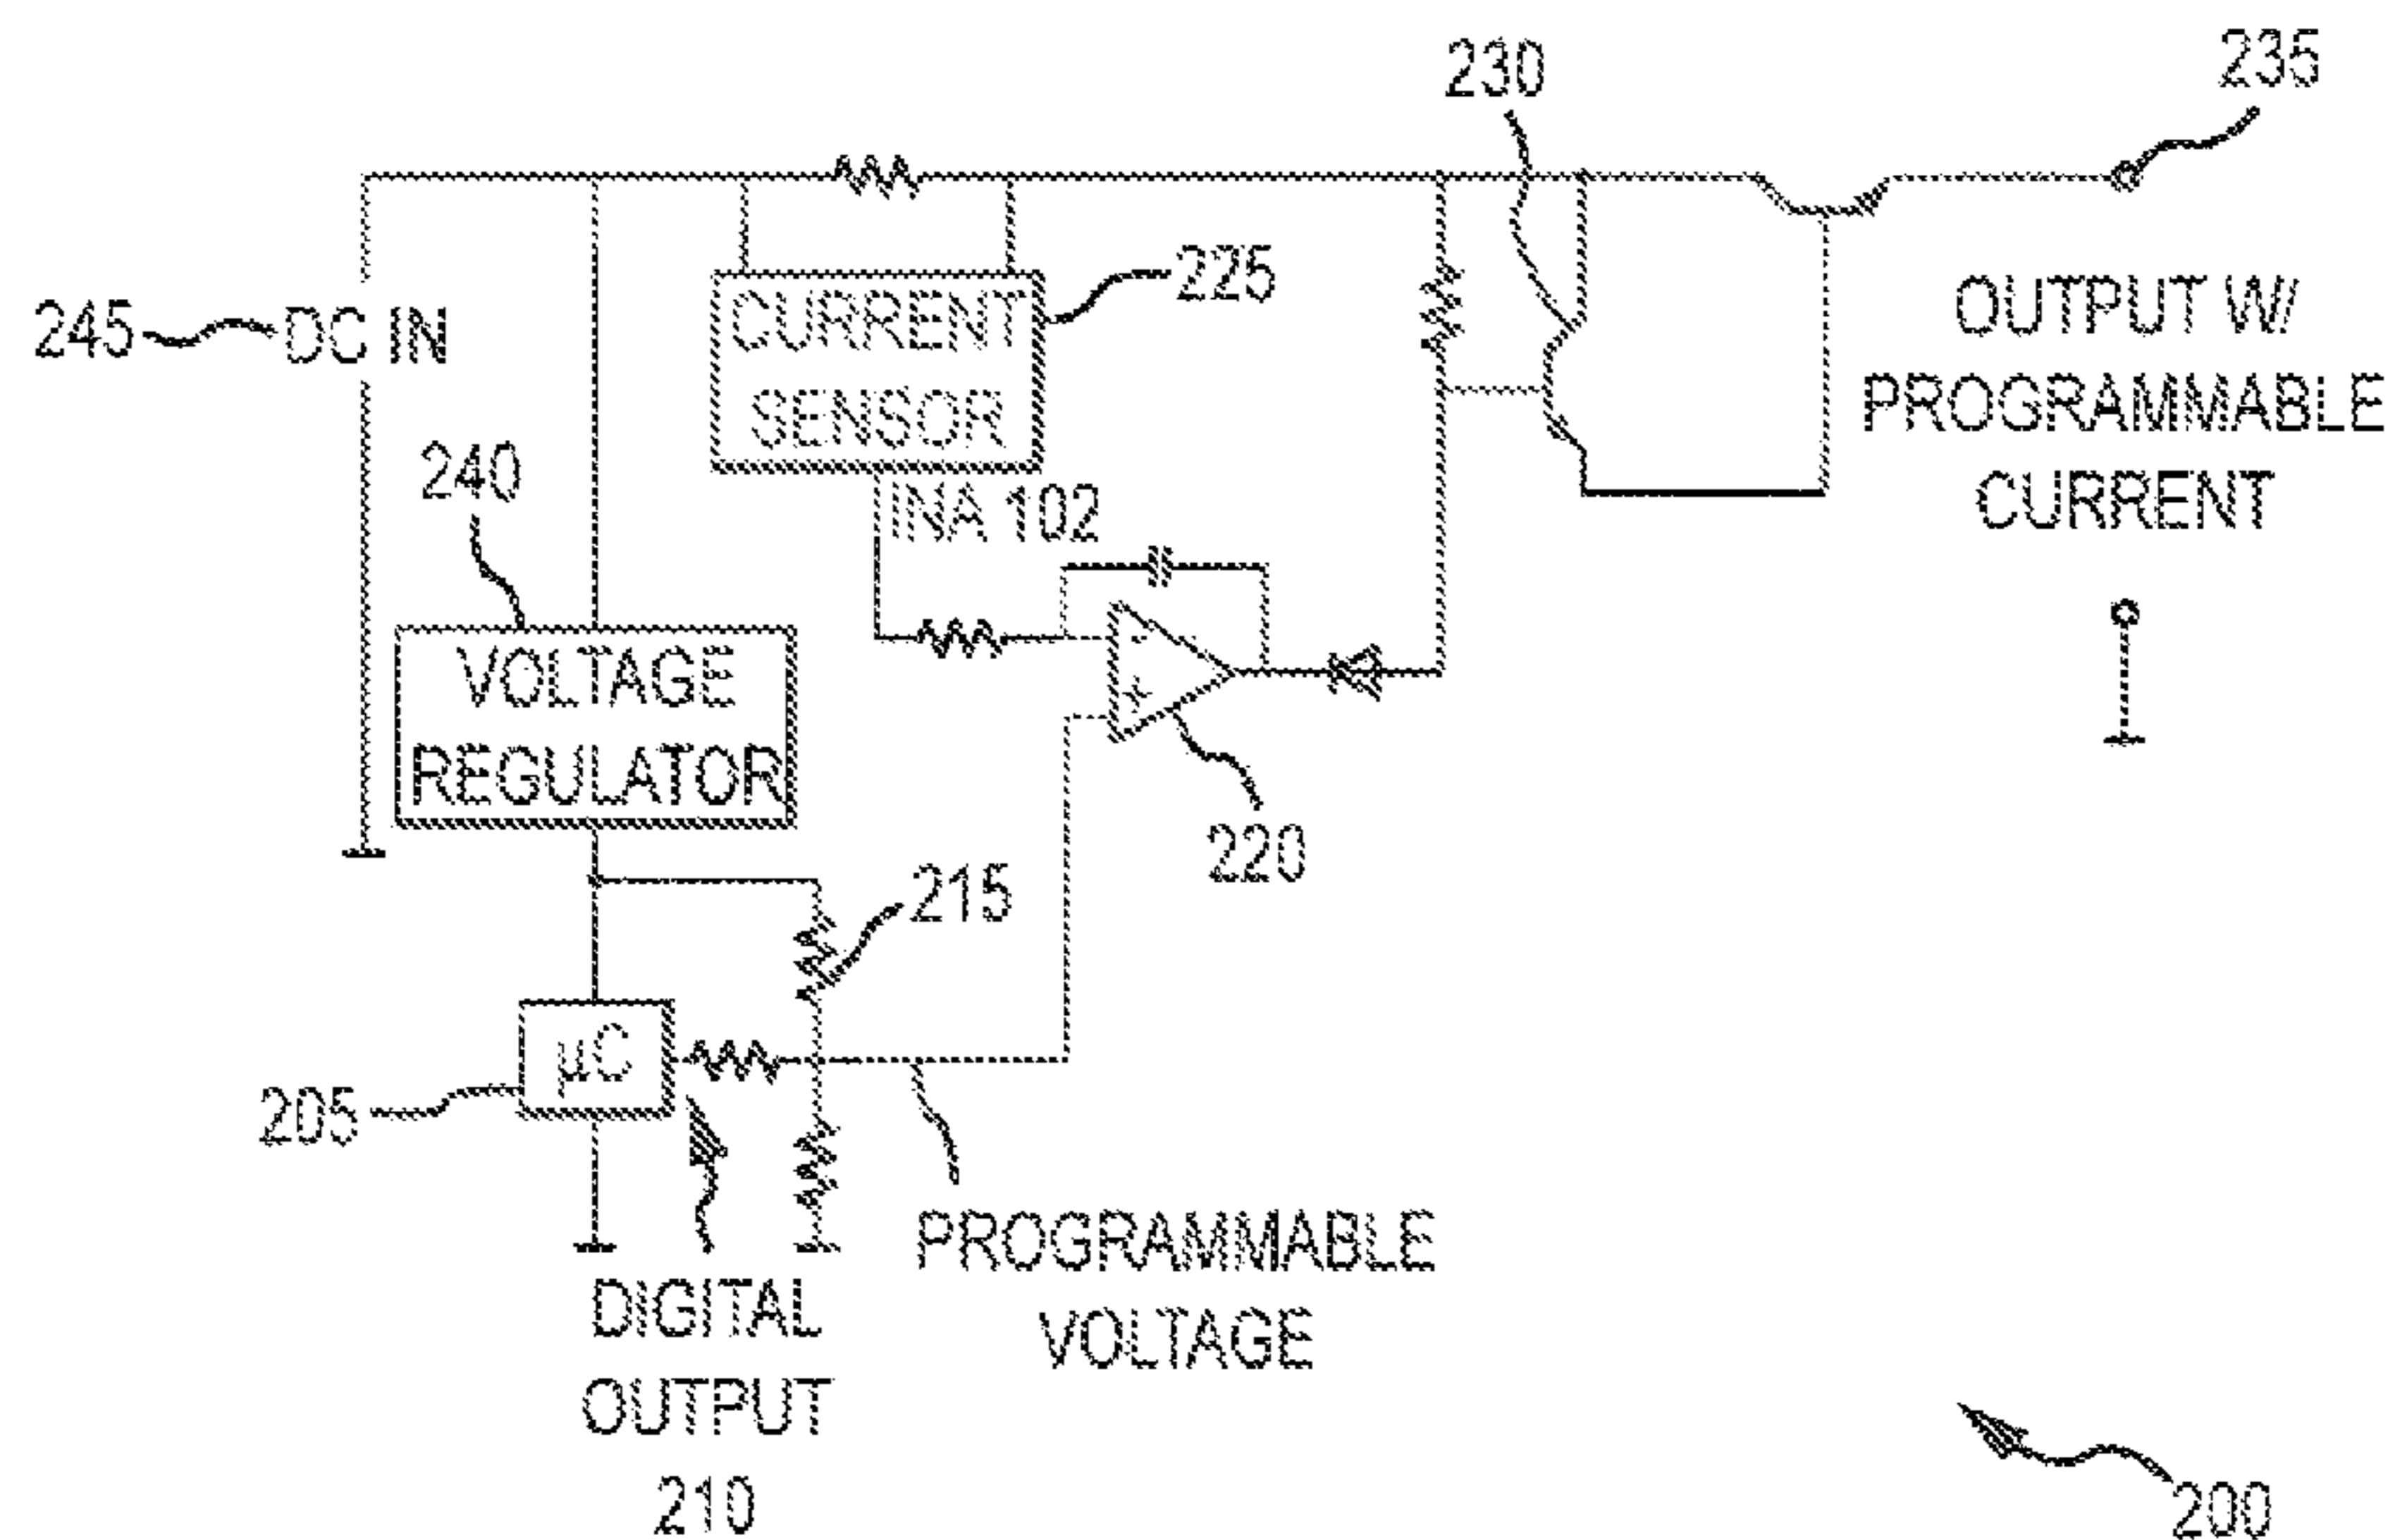 230
235
225
245
DC IN
CURRENT
SENSOR
OUTPUT W/
PROGRAMMABLE
CURRENT
240
INA 102
VOLTAGE
REGULATOR
-
+
220
215
µC
205
PROGRAMMABLE
VOLTAGE
DIGITAL
OUTPUT
210
200